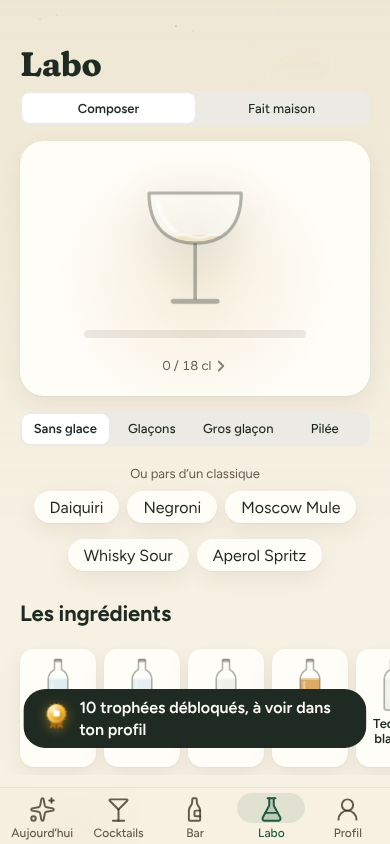 Labo
Composer
Fait maison
0 / 18 cl
Sans glace
Glaçons
Gros glaçon
Pilée
Ou pars d'un classique
Daiquiri
Negroni
Moscow Mule
Whisky Sour
Aperol Spritz
Les ingrédients
10 trophées débloqués, à voir dans
ton profil
Aujourd'hui
Cocktails
Bar
Labo
Profil